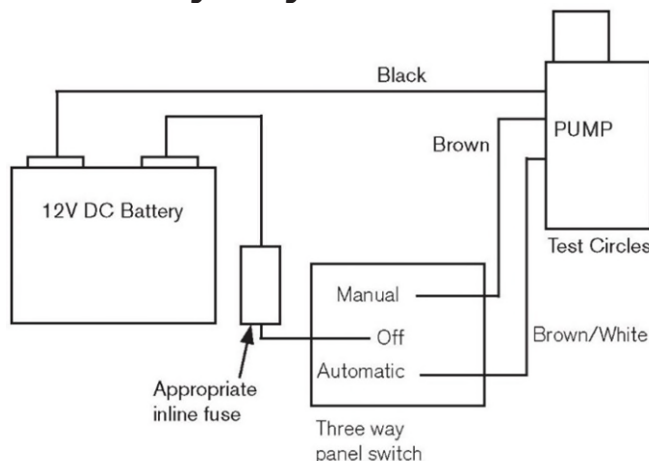 Black
PUMP
Brown
12V DC Battery
Test Circles
Manual
Off
Brown/White
Automatic
Appropriate
inline fuse
Three way
panel switch